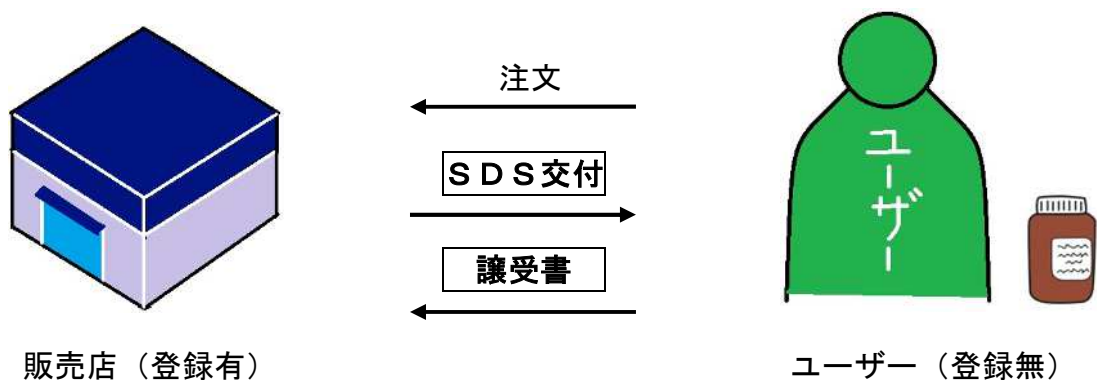 注文
ＳＤＳ交付
譲受書
ユーザー
販売店（登録有）
ユーザー（登録無）